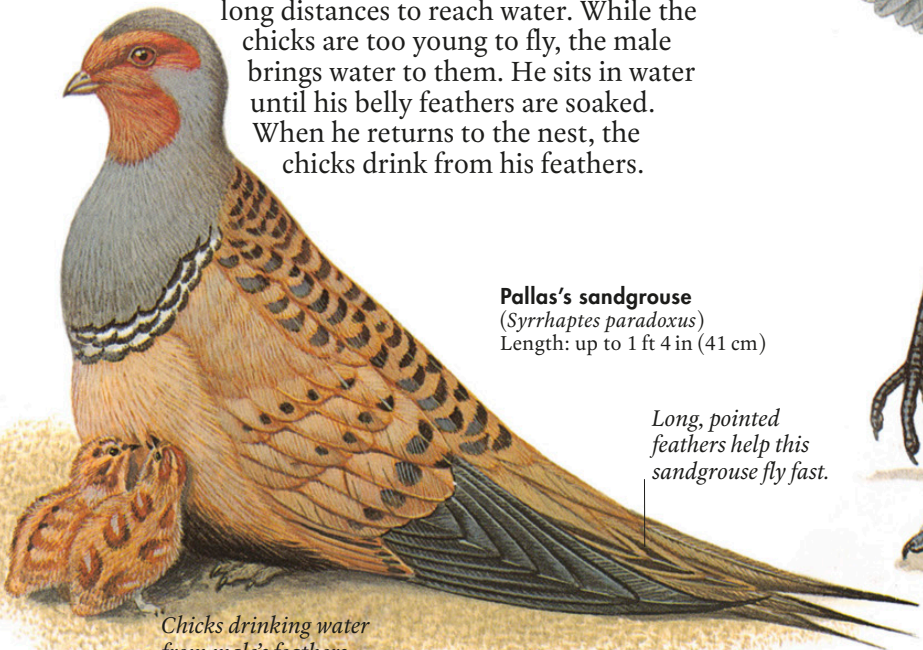 long distances to reach water. While the
chicks are too young to fly, the male
brings water to them. He sits in water
until his belly feathers are soaked.
When he returns to the nest, the
chicks drink from his feathers.
Pallas's sandgrouse
(Syrrhaptes paradoxus)
Length: up to 1 ft 4 in (41 cm)
Long, pointed
feathers help this
sandgrouse fly fast.
Chicks drinking water
from male's feathers